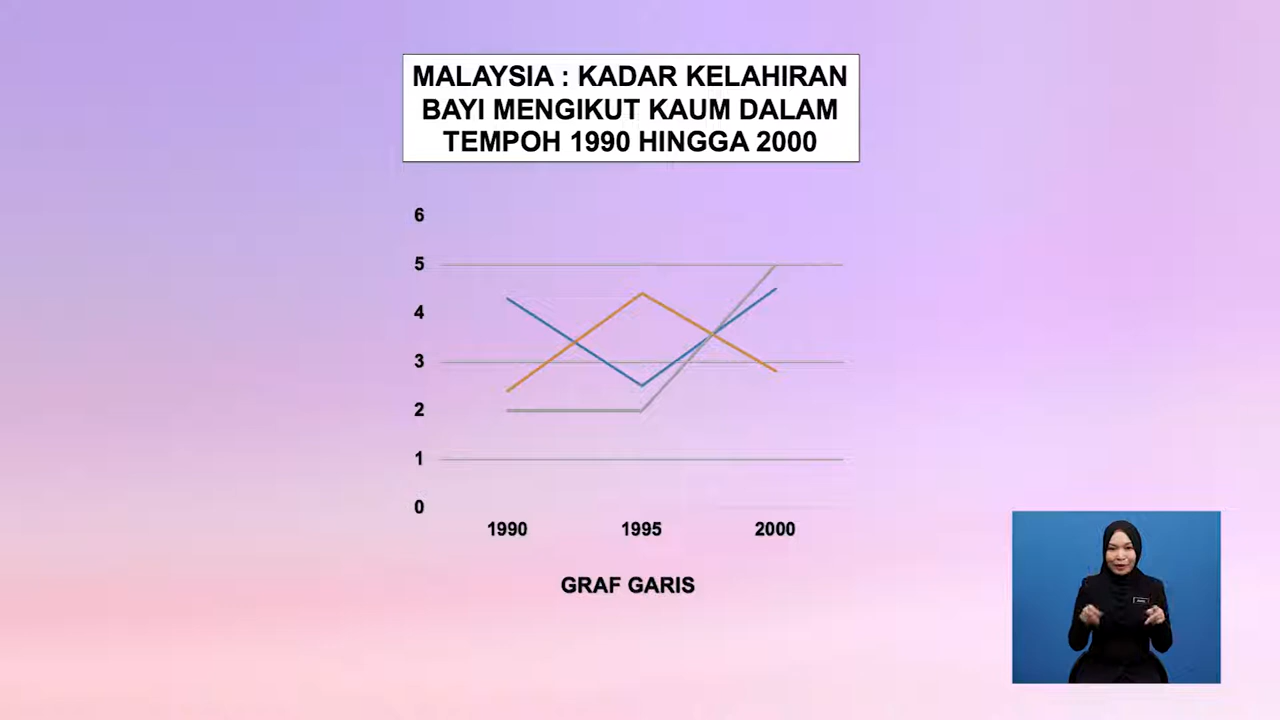 MALAYSIA : KADAR KELAHIRAN
BAYI MENGIKUT KAUM DALAM
TEMPOH 1990 HINGGA 2000
6
5
4
3
2
1
0
1990 1995 2000
GRAF GARIS